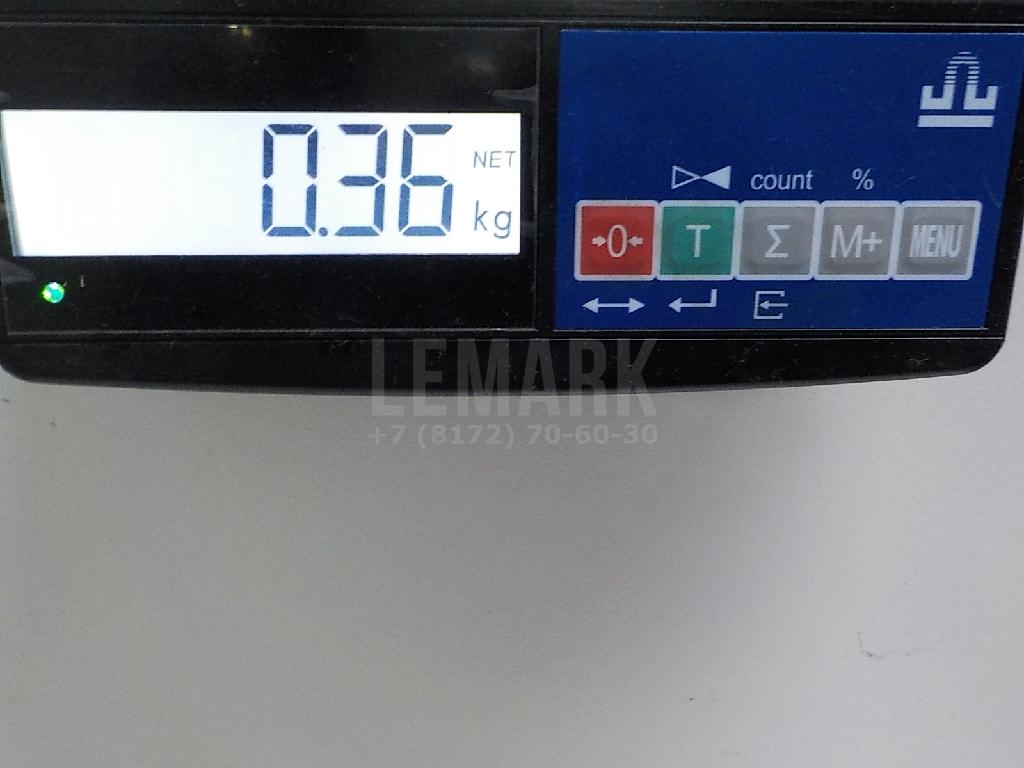 0.36 NET kg
count %
→0← T Σ M+ MENU
LEMARK
+7 (8172) 70-60-30